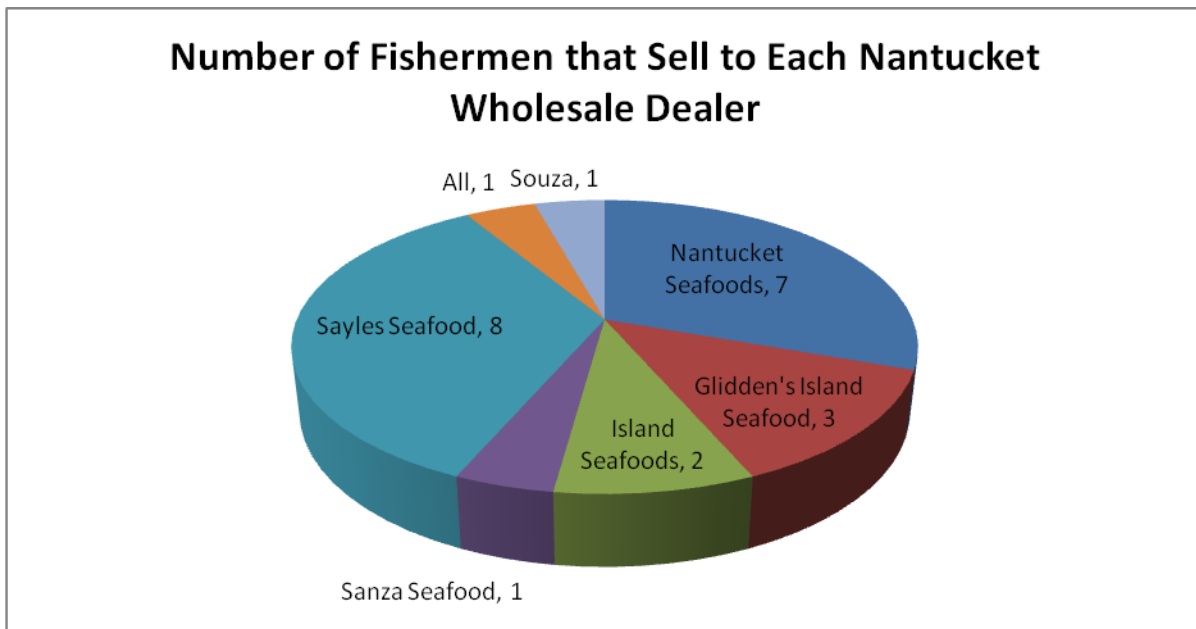 Number of Fishermen that Sell to Each Nantucket
Wholesale Dealer
All, 1
Souza, 1
Nantucket
Seafoods, 7
Sayles Seafood, 8
Glidden's Island
Seafood, 3
Island
Seafoods, 2
Sanza Seafood, 1